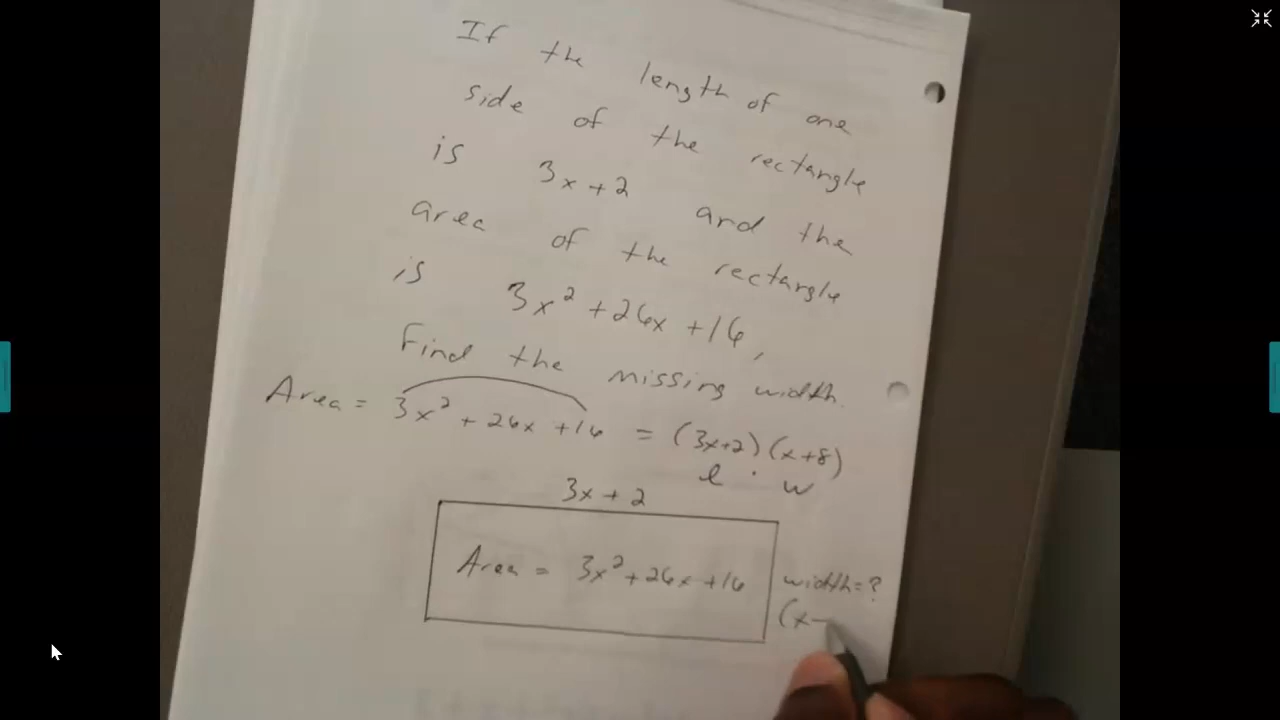 If the length of one
side of the rectangle
is 3x+2 and the
area of the rectangle
is 3x² +26x +16,
Find the missing width.
Area = 3x² + 26x +16 = (3x+2)(x+8)
l · w
3x + 2
Area = 3x² + 26x +16
width=?
(x